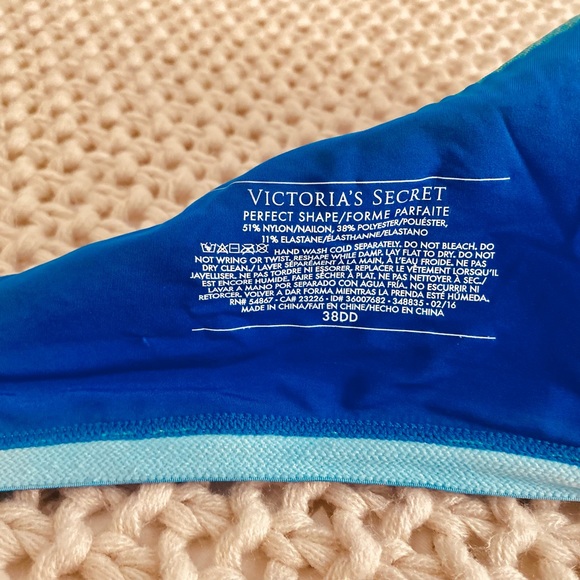 VICTORIA'S SECRET
PERFECT SHAPE/FORME PARFAITE
51% NYLON/NAILON, 38% POLYESTER/POLIÉSTER,
11% ELASTANE/ÉLASTHANNE/ELASTANO
HAND WASH COLD SEPARATELY. DO NOT BLEACH. DO
NOT WRING OR TWIST. RESHAPE WHILE DAMP. LAY FLAT TO DRY. DO NOT
DRY CLEAN./ LAVER SÉPARÉMENT À LA MAIN, À L'EAU FROIDE. NE PAS
JAVELLISER. NE PAS TORDRE NI ESSORER. REPLACER LE VÊTEMENT LORSQU'IL
EST ENCORE HUMIDE. FAIRE SÉCHER À PLAT. NE PAS NETTOYER À SEC./
LAVAR A MANO POR SEPARADO CON AGUA FRÍA. NO ESCURRIR NI
RETORCER. VOLVER A DAR FORMA MIENTRAS LA PRENDA ESTÉ HÚMEDA.
RN# 54867 • CA# 23226 • ID# 36007682 • 348835 • 02/16
MADE IN CHINA/FAIT EN CHINE/HECHO EN CHINA
38DD